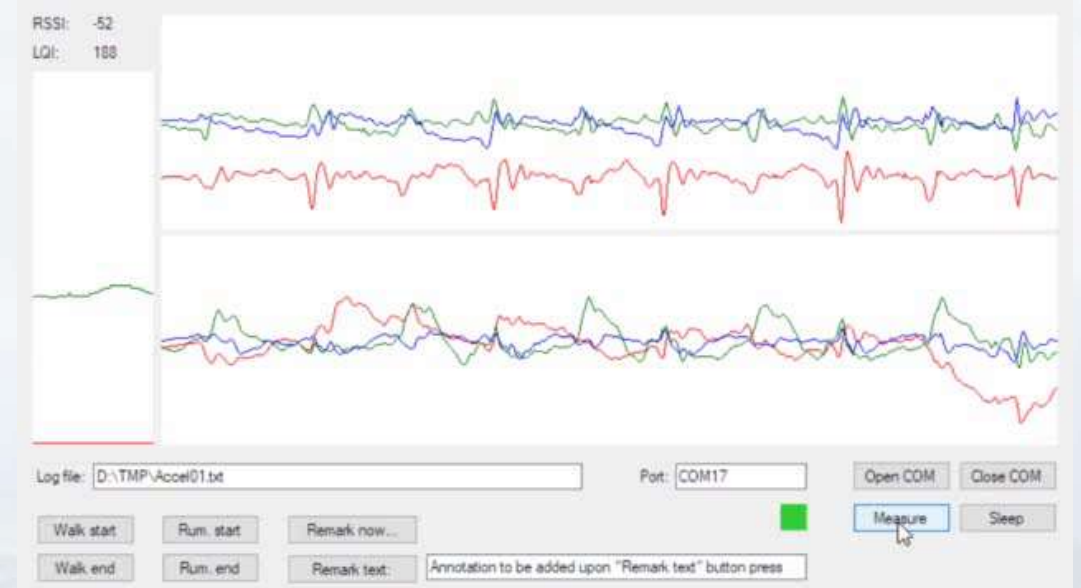 RSSI: -52
LQI: 188
Log file: D:\TMP\Accel01.txt Port: COM17 Open COM Close COM
Walk start Rum. start Remark now... Measure Sleep
Walk end Rum. end Remark text: Annotation to be added upon "Remark text" button press